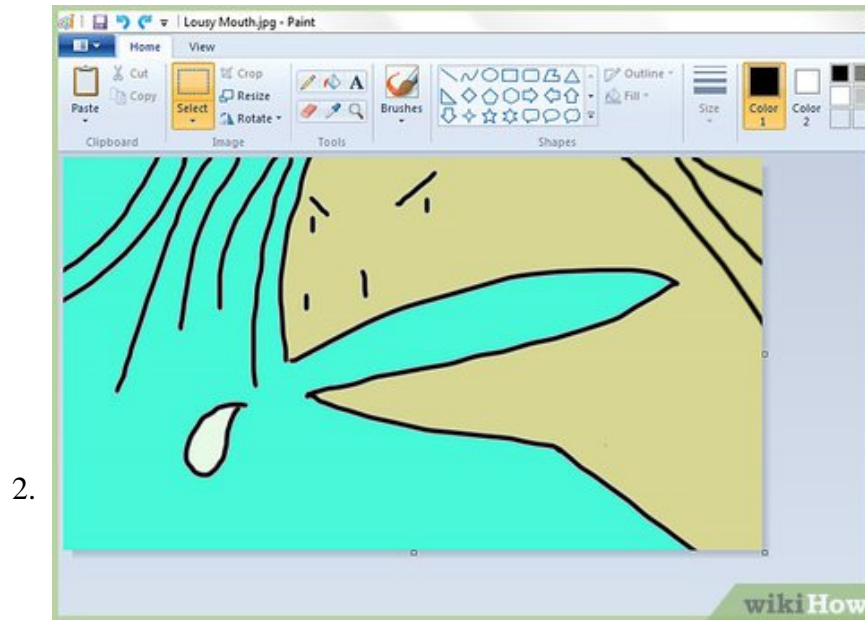 Lousy Mouth.jpg - Paint
Home View
Paste
Cut
Copy
Clipboard
Select
Crop
Resize
Rotate
Image
A
Tools
Brushes
Shapes
Outline
Fill
Size
Color 1
Color 2
2.
wikiHow